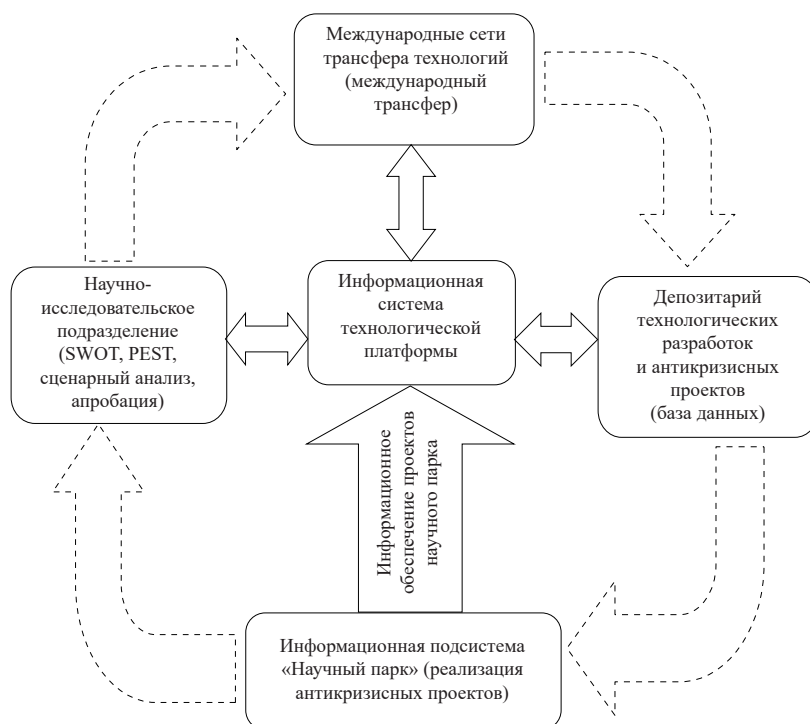 Международные сети
трансфера технологий
(международный
трансфер)
Научно-
исследовательское
подразделение
(SWOT, PEST,
сценарный анализ,
апробация)
Информационная
система
технологической
платформы
Депозитарий
технологических
разработок
и антикризисных
проектов
(база данных)
Информационное
обеспечение проектов
научного парка
Информационная подсистема
«Научный парк» (реализация
антикризисных проектов)